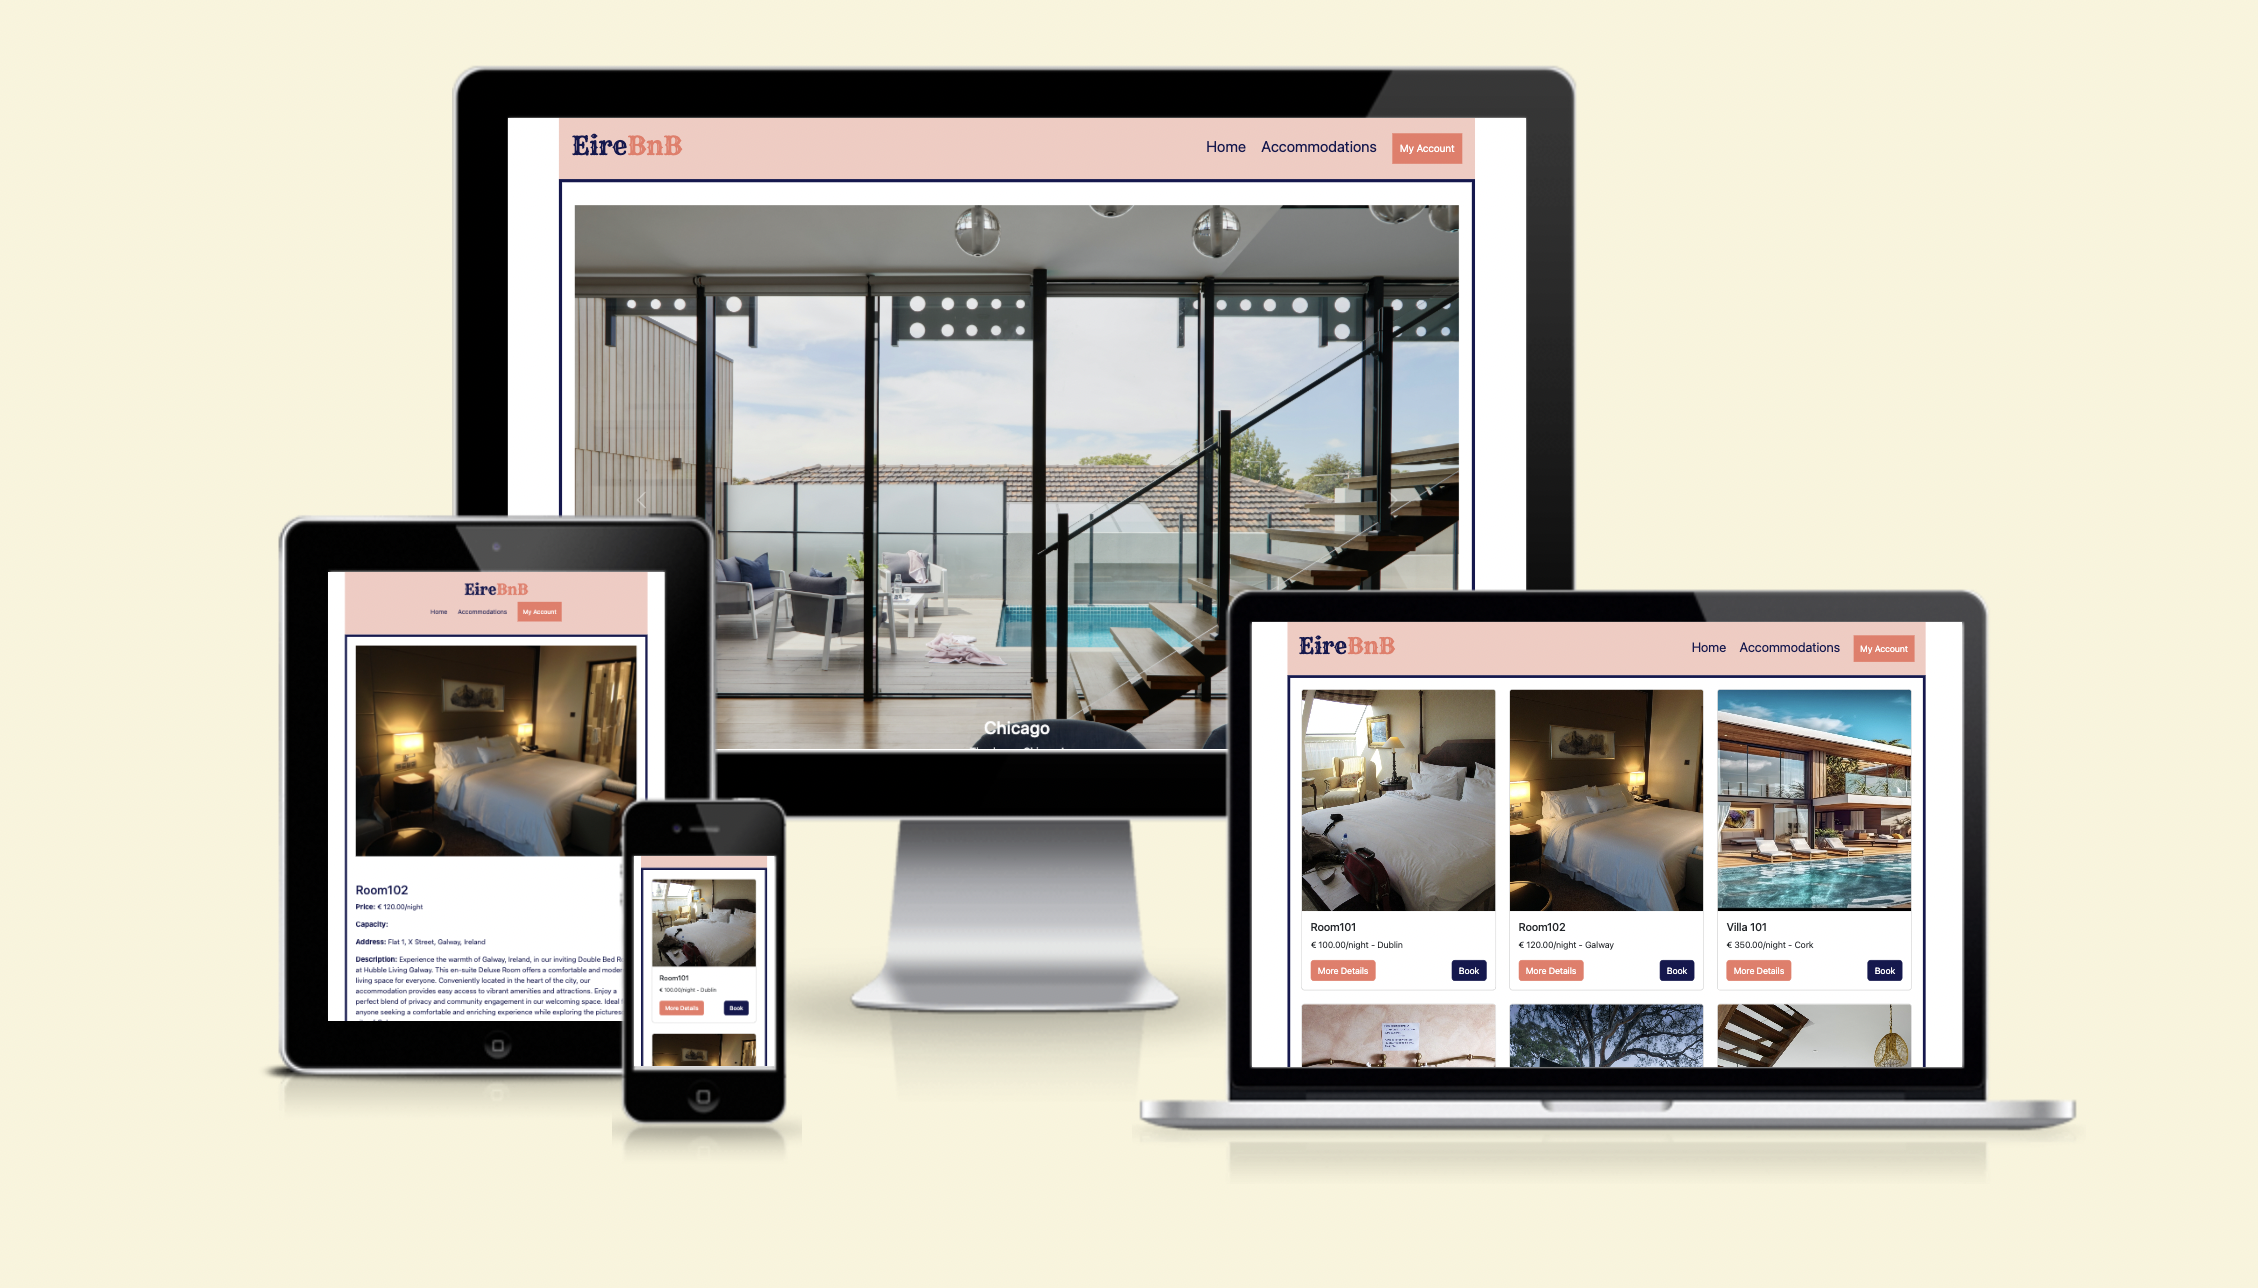 EireBnB
Home Accommodations My Account
Chicago
EireBnB
Home Accommodations My Account
Room102
Price: € 120.00/night
Capacity:
Address: Flat 1, X Street, Galway, Ireland
Description: Experience the warmth of Galway, Ireland, in our inviting Double Bed
at Hubble Living Galway. This en-suite Deluxe Room offers a comfortable and
living space for everyone. Conveniently located in the heart of the city, our
accommodation provides easy access to vibrant amenities and attractions. Enjoy a
perfect blend of privacy and community engagement in our welcoming space. Ideal
anyone seeking a comfortable and enriching experience while exploring the
Room101
€ 100.00/night - Dublin
More Details Book
EireBnB
Home Accommodations My Account
Room101
€ 100.00/night - Dublin
More Details Book
Room102
€ 120.00/night - Galway
More Details Book
Villa 101
€ 350.00/night - Cork
More Details Book